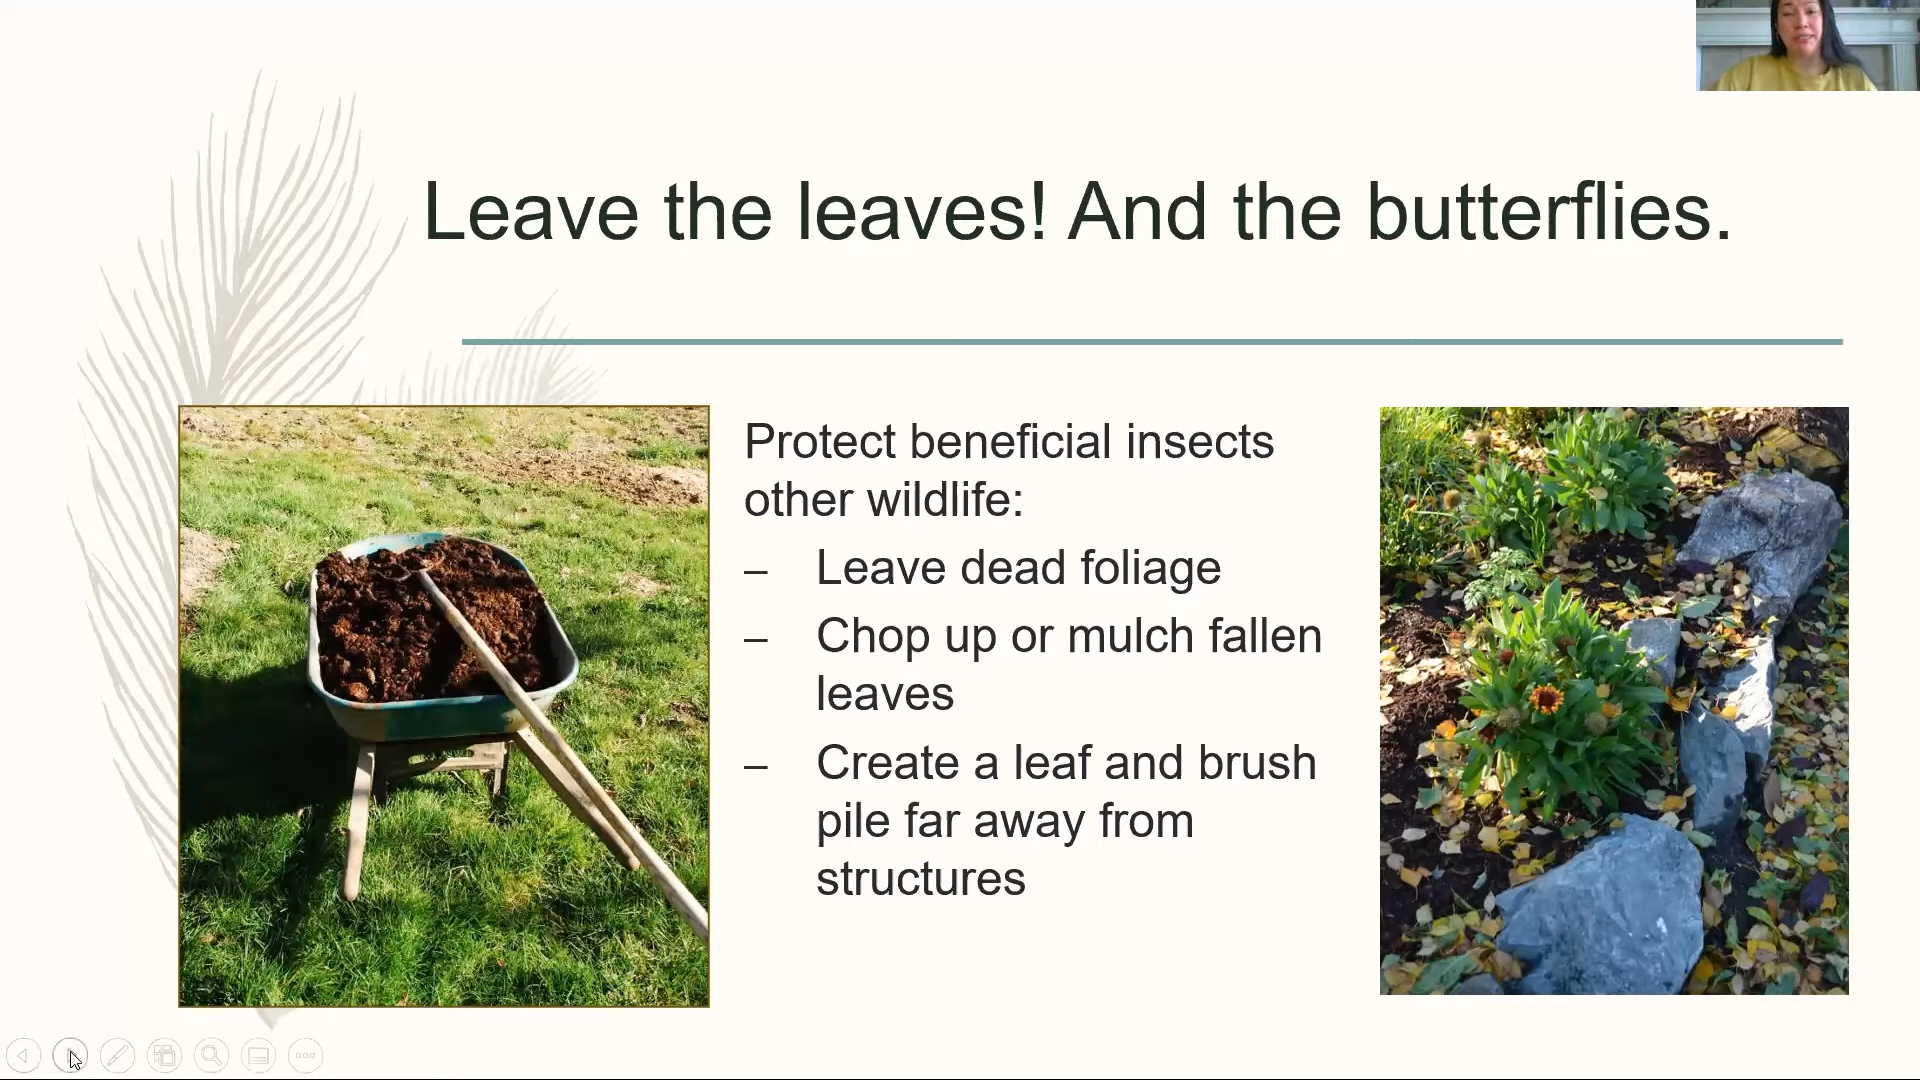 Leave the leaves! And the butterflies.
Protect beneficial insects
other wildlife:
– Leave dead foliage
– Chop up or mulch fallen
leaves
– Create a leaf and brush
pile far away from
structures